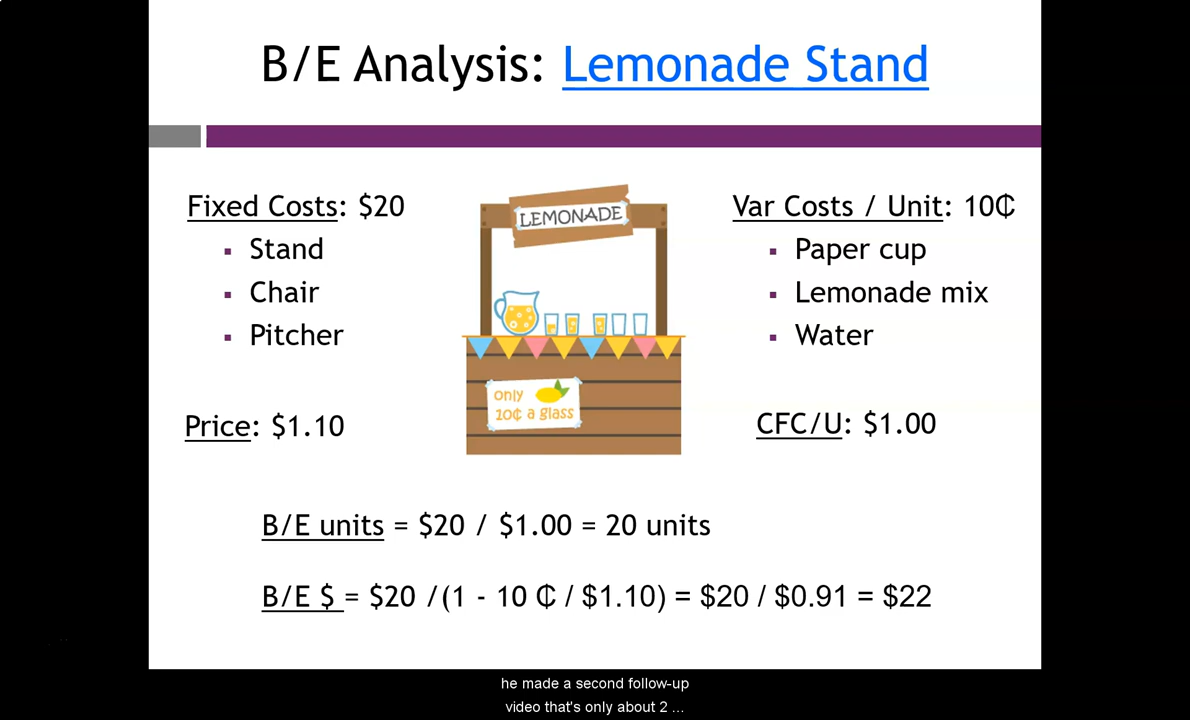 B/E Analysis: Lemonade Stand
Fixed Costs: $20
▪ Stand
▪ Chair
▪ Pitcher
Price: $1.10
LEMONADE
only
10¢ a glass
Var Costs / Unit: 10₵
▪ Paper cup
▪ Lemonade mix
▪ Water
CFC/U: $1.00
B/E units = $20 / $1.00 = 20 units
B/E $ = $20 /(1 - 10 ₵ / $1.10) = $20 / $0.91 = $22
he made a second follow-up
video that's only about 2 ...